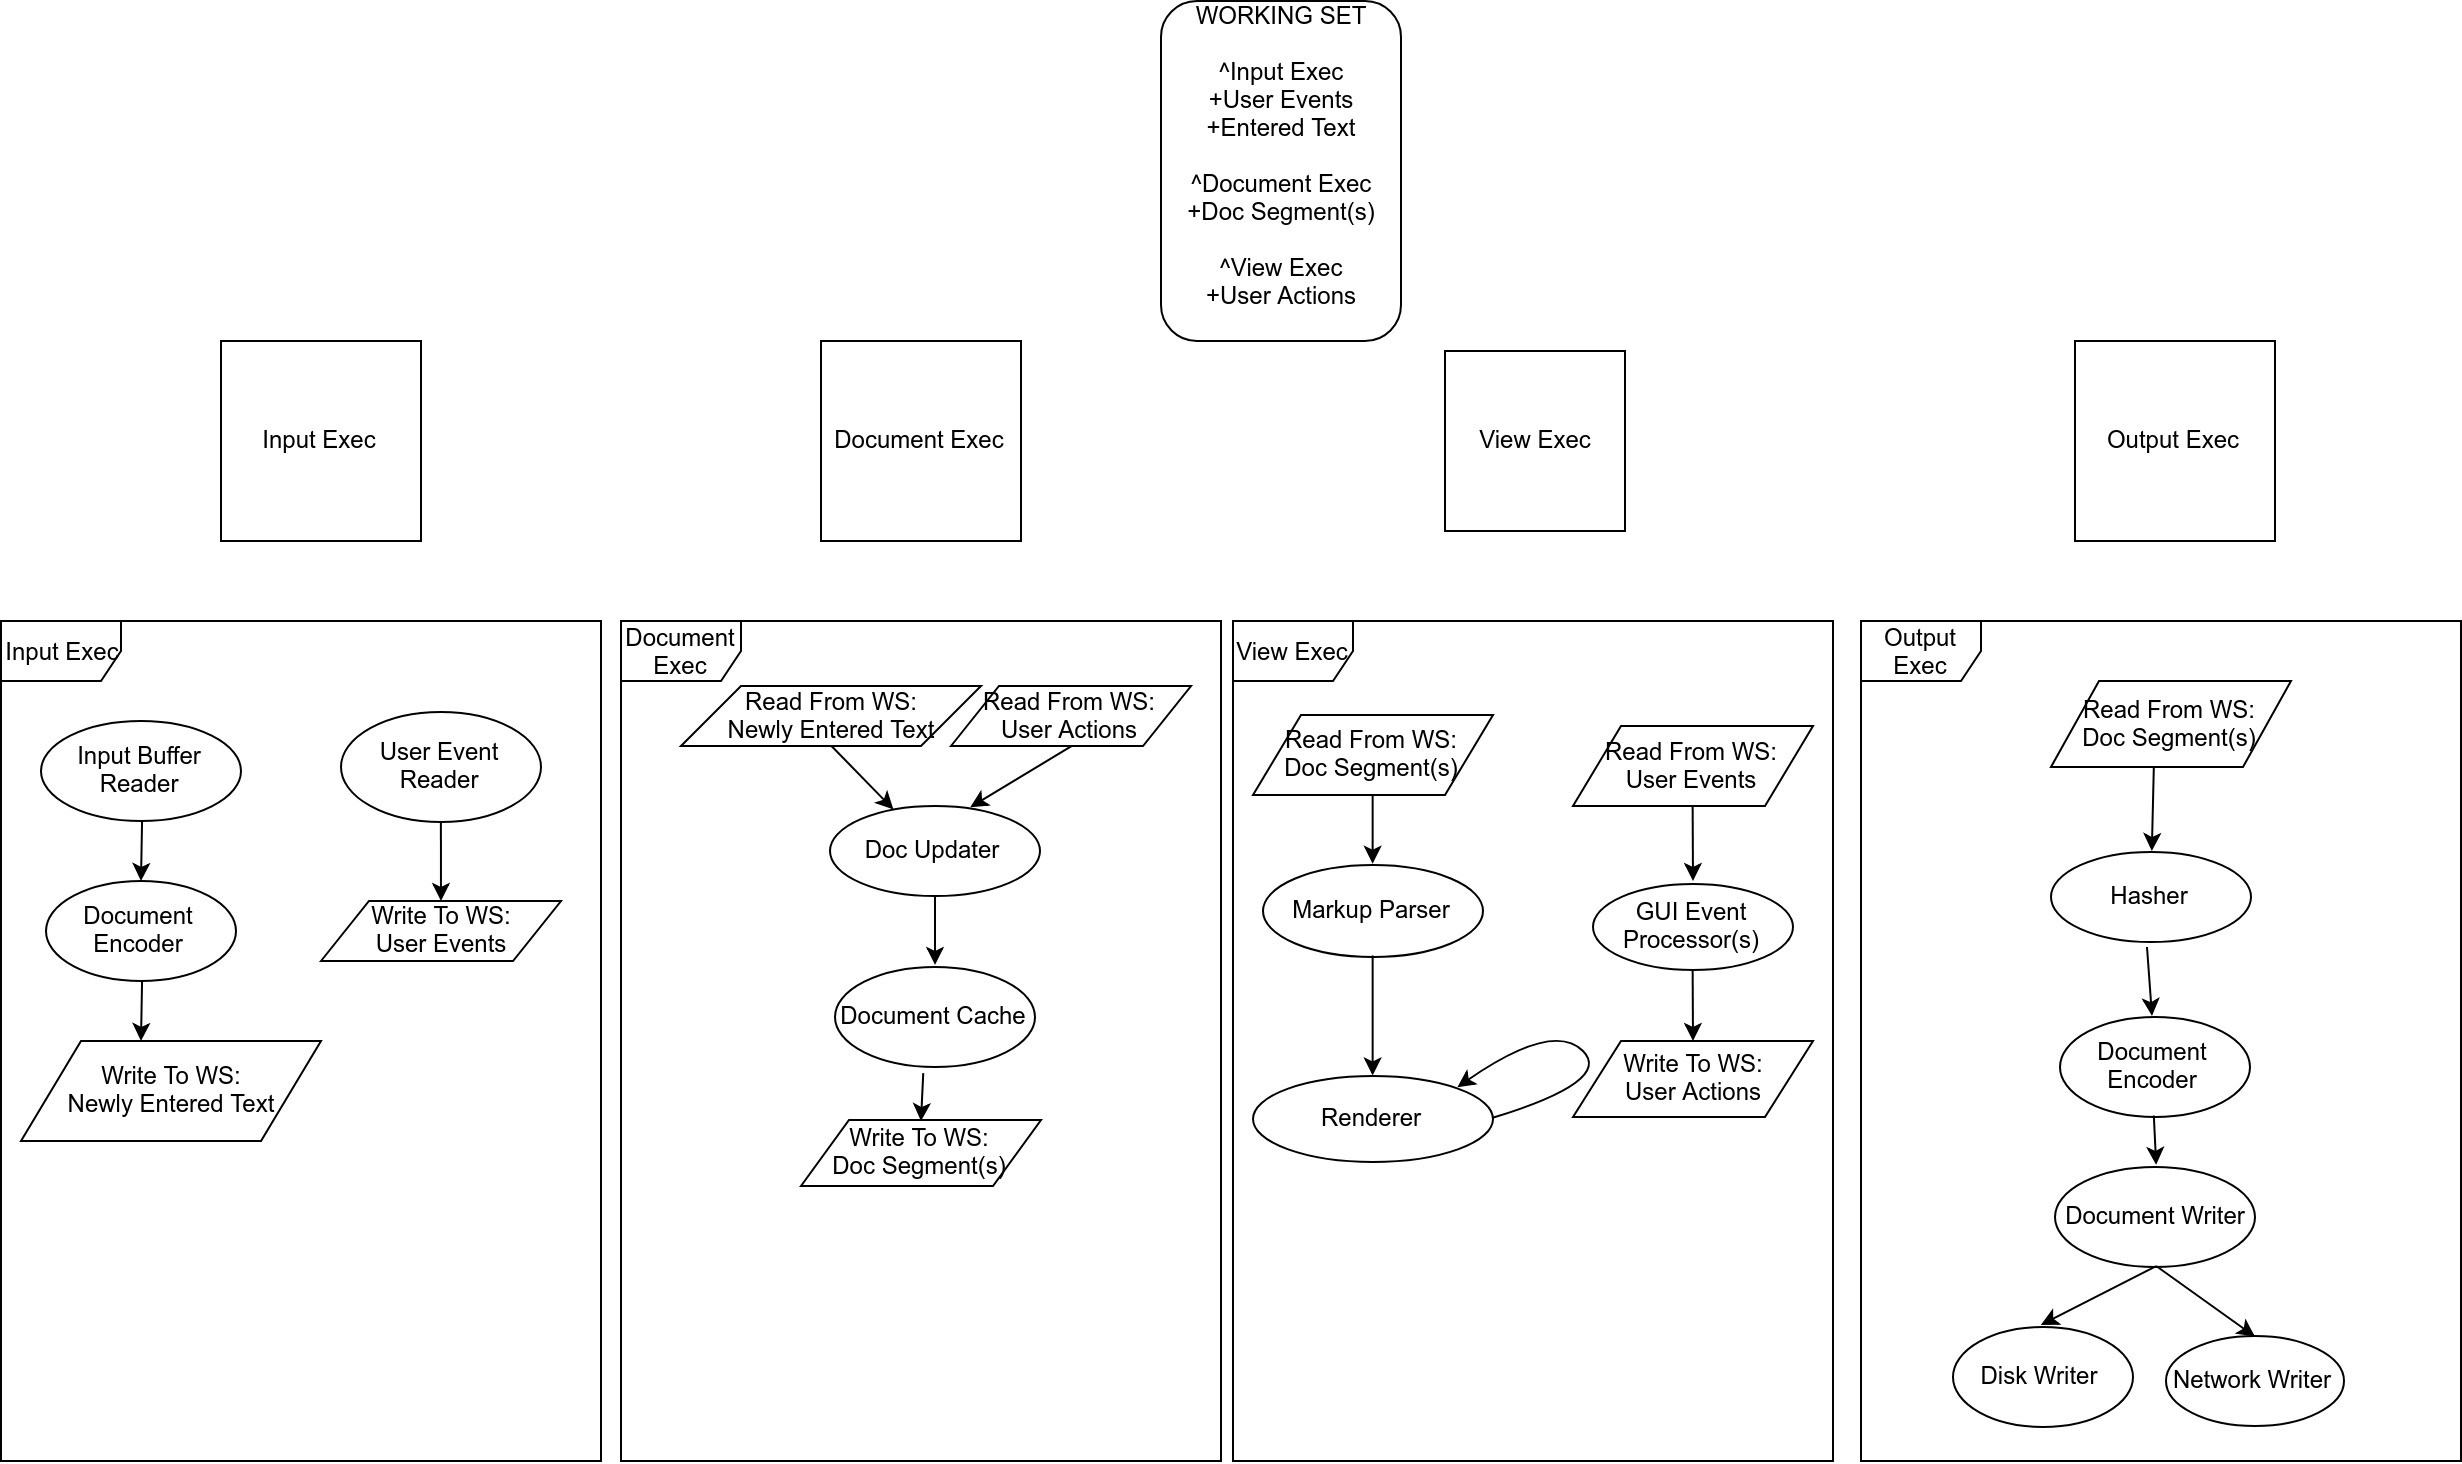 WORKING SET
^Input Exec
+User Events
+Entered Text
^Document Exec
+Doc Segment(s)
^View Exec
+User Actions
Input Exec
Document Exec
View Exec
Output Exec
Input Exec
Input Buffer
Reader
User Event
Reader
Document
Encoder
Write To WS:
User Events
Write To WS:
Newly Entered Text
Document
Exec
Read From WS:
Newly Entered Text
Read From WS:
User Actions
Doc Updater
Document Cache
Write To WS:
Doc Segment(s)
View Exec
Read From WS:
Doc Segment(s)
Read From WS:
User Events
Markup Parser
GUI Event
Processor(s)
Renderer
Write To WS:
User Actions
Output
Exec
Read From WS:
Doc Segment(s)
Hasher
Document
Encoder
Document Writer
Disk Writer
Network Writer